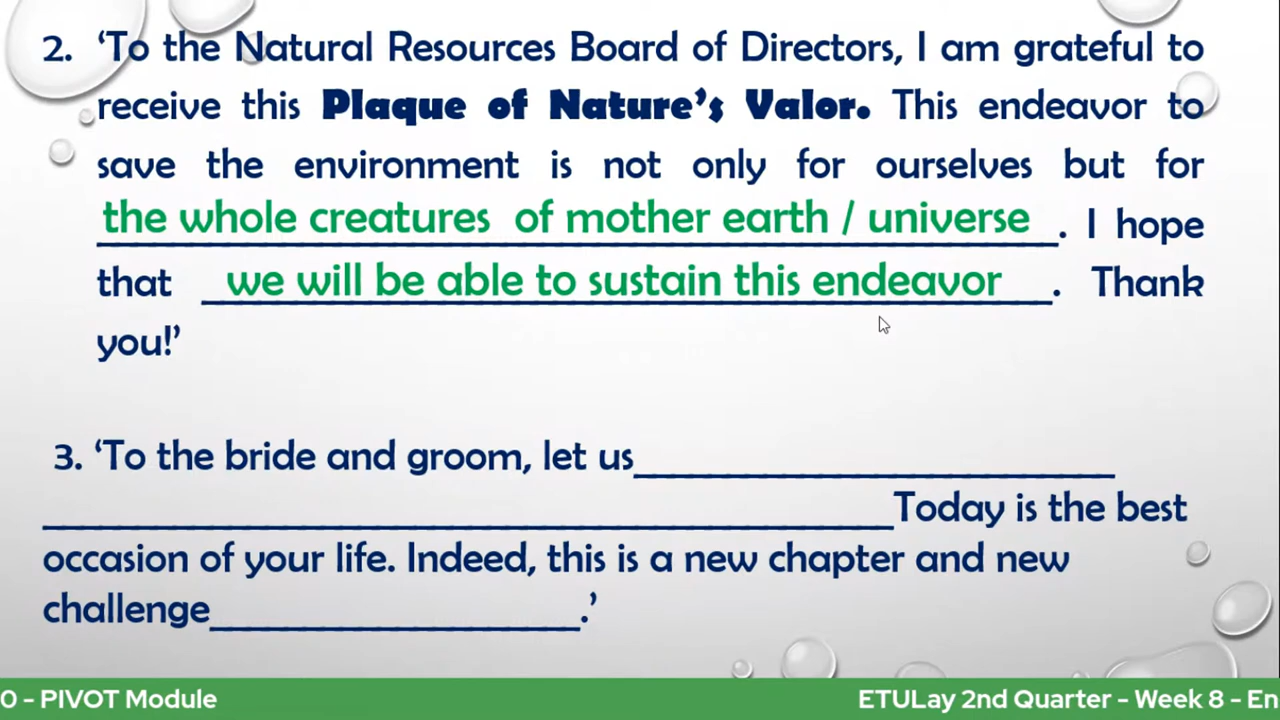 2. ‘To the Natural Resources Board of Directors, I am grateful to
receive this Plaque of Nature’s Valor. This endeavor to
save the environment is not only for ourselves but for
the whole creatures of mother earth / universe. I hope
that we will be able to sustain this endeavor. Thank
you!’
3. ‘To the bride and groom, let us____________________
____________________Today is the best
occasion of your life. Indeed, this is a new chapter and new
challenge____________________.’
0 - PIVOT Module
ETULay 2nd Quarter - Week 8 - En